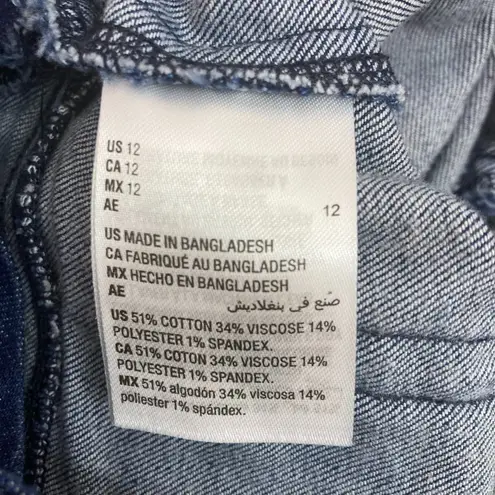 US 12
CA 12
MX 12
AE 12
US MADE IN BANGLADESH
CA FABRIQUÉ AU BANGLADESH
MX HECHO EN BANGLADESH
AE صنع في بنغلاديش
US 51% COTTON 34% VISCOSE 14%
POLYESTER 1% SPANDEX.
CA 51% COTON 34% VISCOSE 14%
POLYESTER 1% SPANDEX.
MX 51% algodón 34% viscosa 14%
poliester 1% spándex.